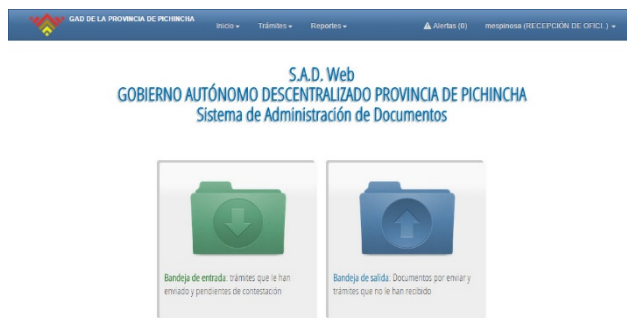 GAD DE LA PROVINCIA DE PICHINCHA
Inicio
Trámites
Reportes
Alertas (0)
mespinosa (RECEPCIÓN DE OFICI. )
S.A.D. Web
GOBIERNO AUTÓNOMO DESCENTRALIZADO PROVINCIA DE PICHINCHA
Sistema de Administración de Documentos
Bandeja de entrada: trámites que le han
enviado y pendientes de contestación
Bandeja de salida: Documentos por enviar y
trámites que no le han recibido